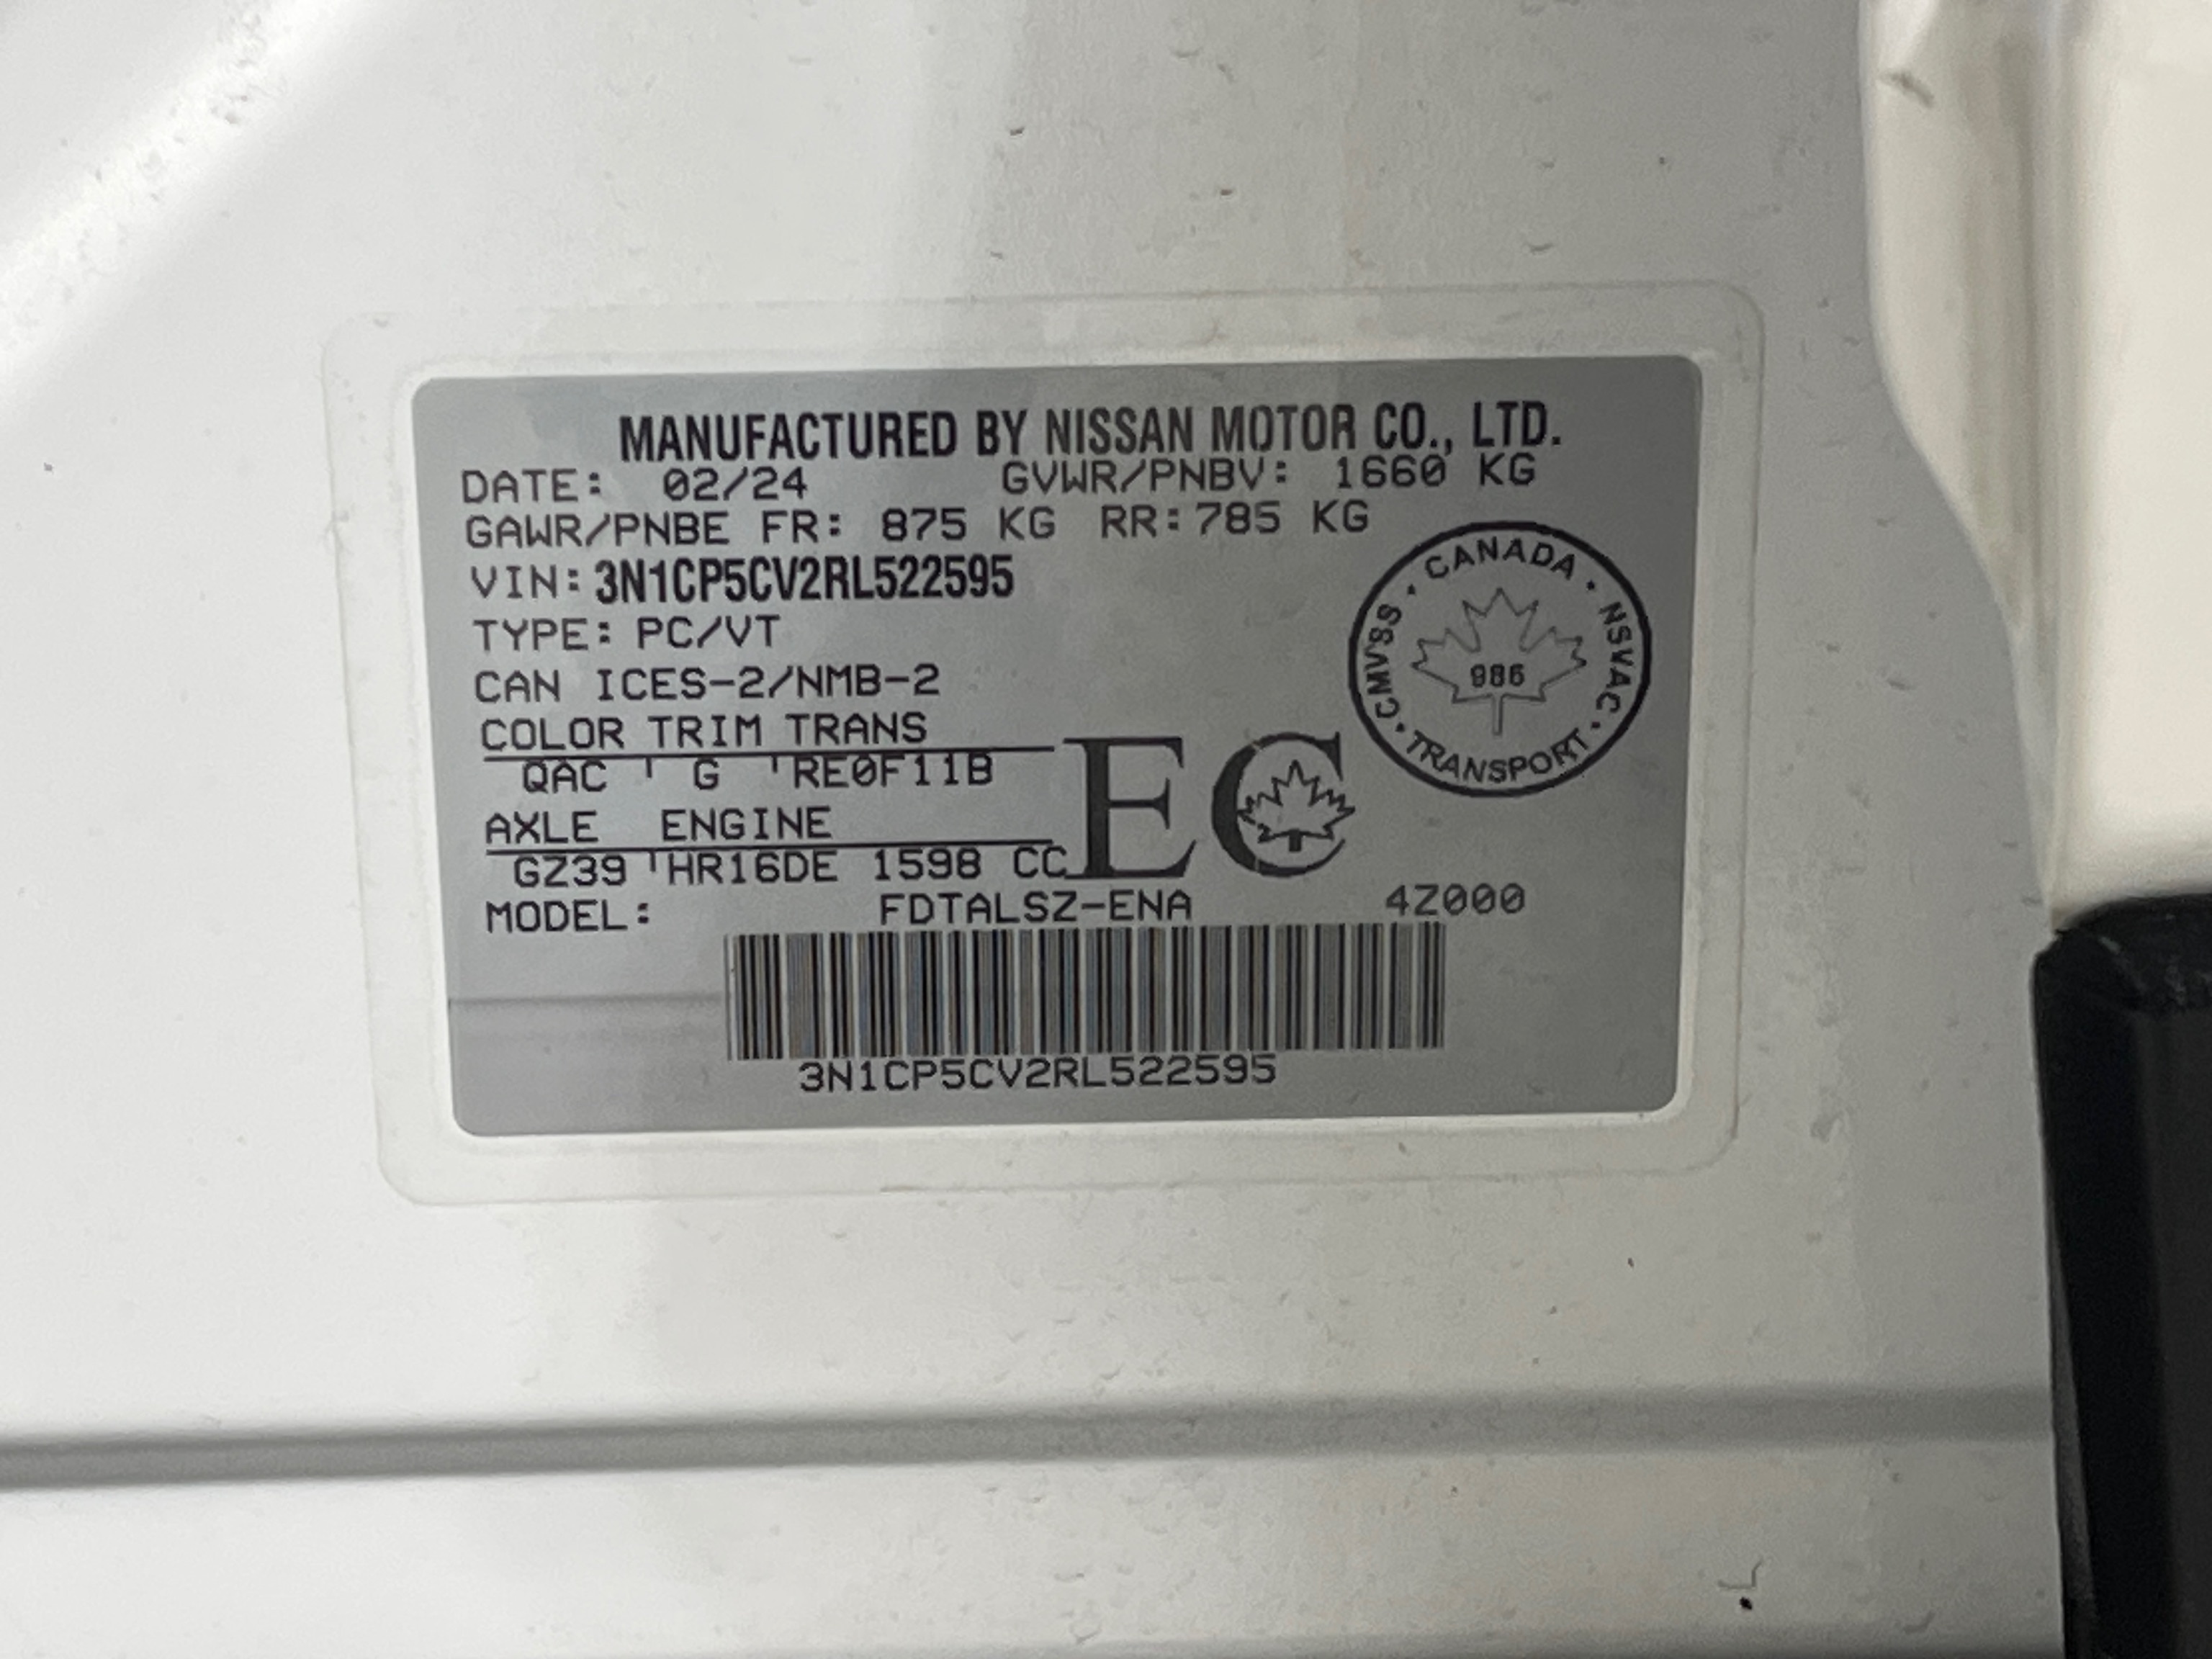 MANUFACTURED BY NISSAN MOTOR CO., LTD.
DATE: 02/24 GVWR/PNBV: 1660 KG
GAWR/PNBE FR: 875 KG RR:785 KG
VIN: 3N1CP5CV2RL522595
TYPE: PC/VT
CAN ICES-2/NMB-2
COLOR TRIM TRANS
QAC G RE0F11B
AXLE ENGINE
GZ39 HR16DE 1598 CC
EC
CANADA · NSVAC · TRANSPORT · CMVSS ·
986
MODEL: FDTALSZ-ENA 4Z000
3N1CP5CV2RL522595